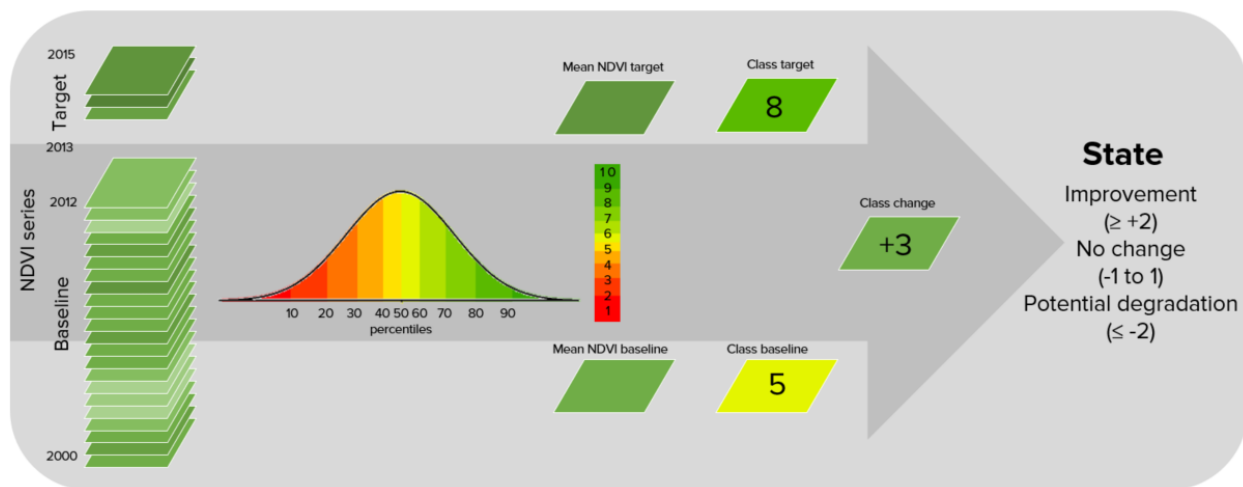 2015
Target
2013
Mean NDVI target
Class target
8
NDVI series
2012
Baseline
2000
10 20 30 40 50 60 70 80 90
percentiles
10
9
8
7
6
5
4
3
2
1
Class change
+3
Mean NDVI baseline
Class baseline
5
State
Improvement
(≥ +2)
No change
(-1 to 1)
Potential degradation
(≤ -2)